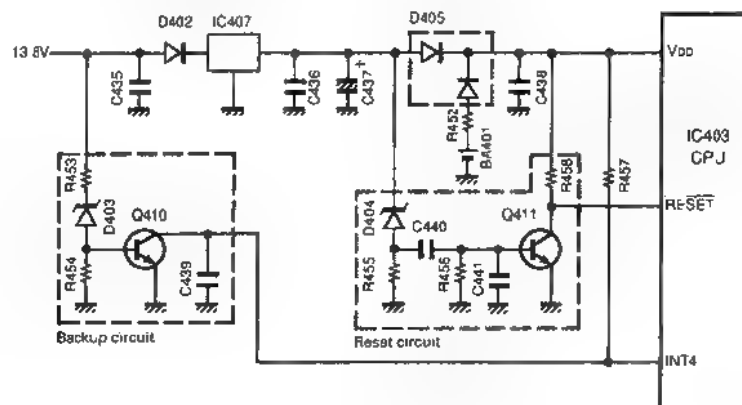 D402
IC407
D405
13.8V
VDD
C435
C436
C437
+
C438
R452
BA401
IC403
CPU
R453
D403
Q410
R454
C439
Backup circuit
D404
C440
Q411
R455
R456
C441
R458
R457
RESET
Reset circuit
INT4